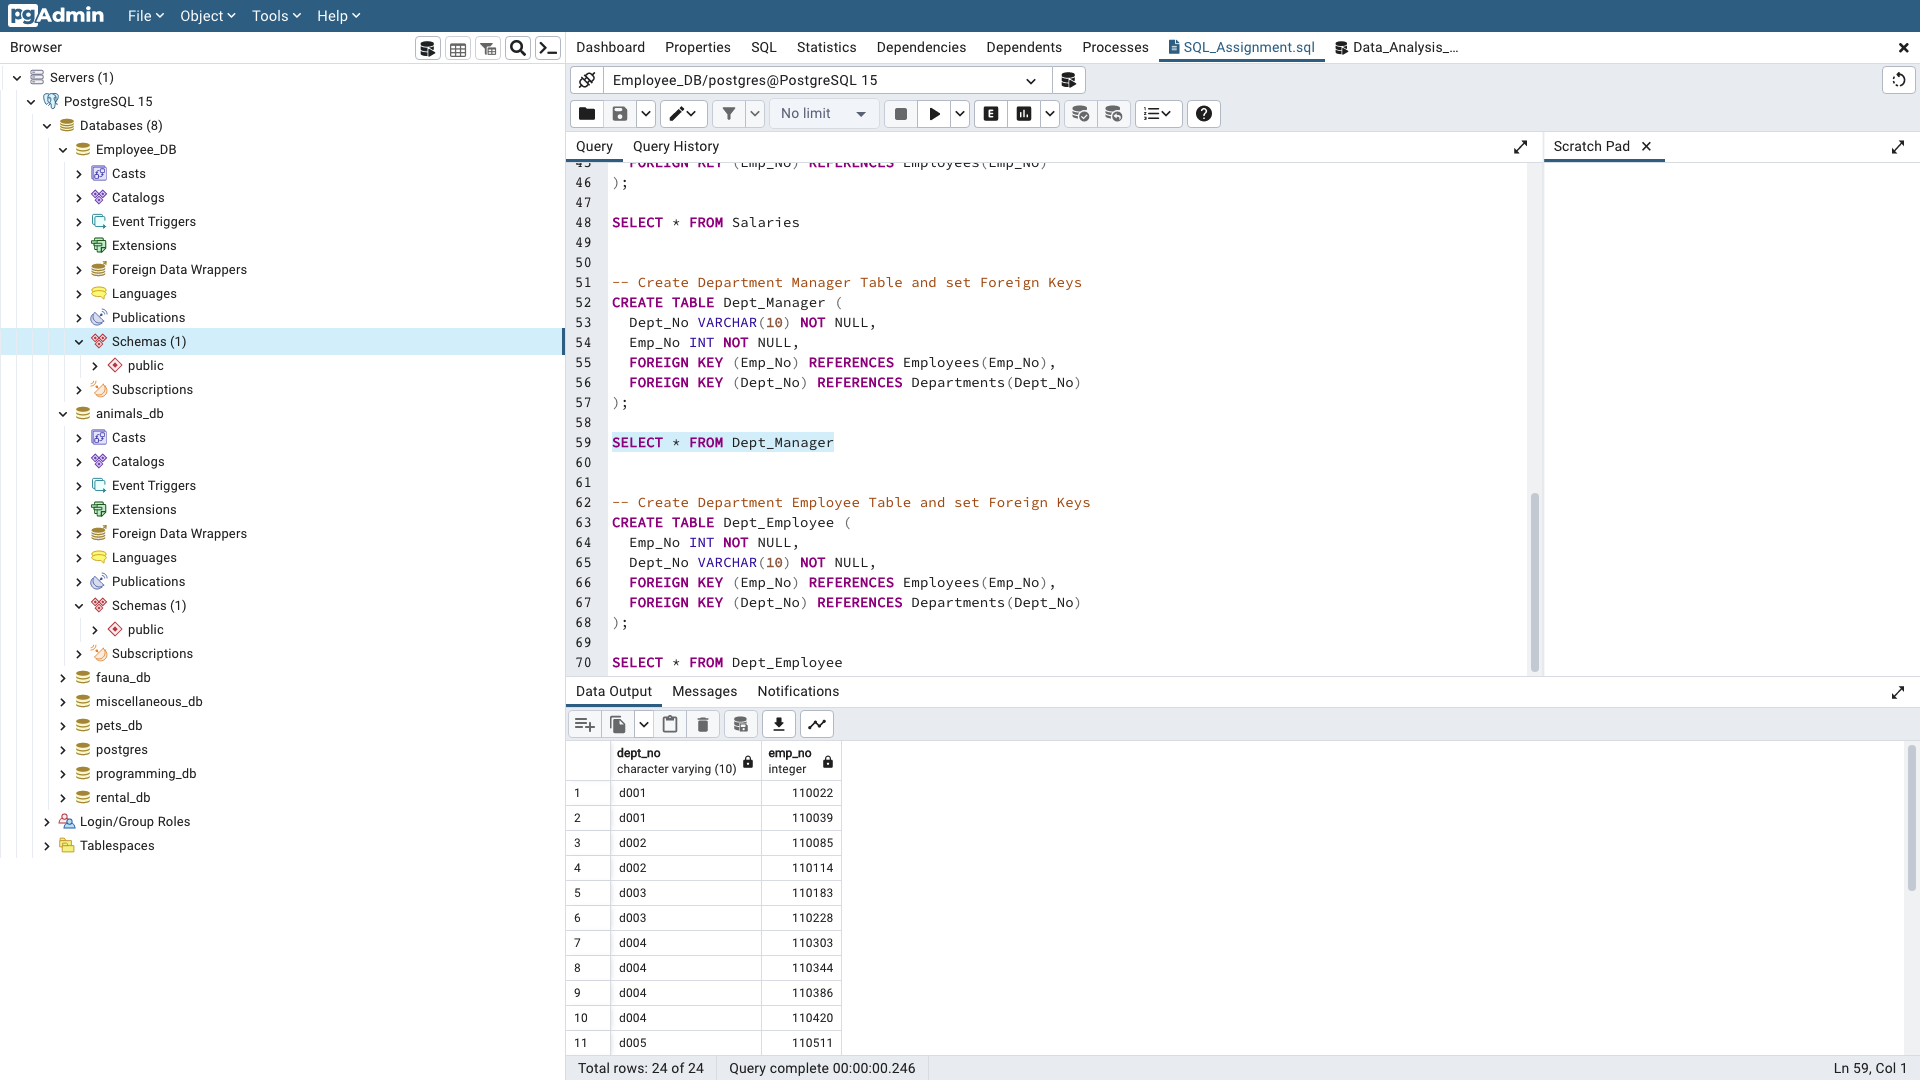 pgAdmin File Object Tools Help
Browser
Servers (1)
PostgreSQL 15
Databases (8)
Employee_DB
Casts
Catalogs
Event Triggers
Extensions
Foreign Data Wrappers
Languages
Publications
Schemas (1)
public
Subscriptions
animals_db
Casts
Catalogs
Event Triggers
Extensions
Foreign Data Wrappers
Languages
Publications
Schemas (1)
public
Subscriptions
fauna_db
miscellaneous_db
pets_db
postgres
programming_db
rental_db
Login/Group Roles
Tablespaces
Dashboard Properties SQL Statistics Dependencies Dependents Processes SQL_Assignment.sql Data_Analysis_...
Employee_DB/postgres@PostgreSQL 15
No limit E
Query Query History
Scratch Pad
45 FOREIGN KEY (Emp_No) REFERENCES Employees(Emp_No)
46 );
47
48 SELECT * FROM Salaries
49
50
51 -- Create Department Manager Table and set Foreign Keys
52 CREATE TABLE Dept_Manager (
53 Dept_No VARCHAR(10) NOT NULL,
54 Emp_No INT NOT NULL,
55 FOREIGN KEY (Emp_No) REFERENCES Employees(Emp_No),
56 FOREIGN KEY (Dept_No) REFERENCES Departments(Dept_No)
57 );
58
59 SELECT * FROM Dept_Manager
60
61
62 -- Create Department Employee Table and set Foreign Keys
63 CREATE TABLE Dept_Employee (
64 Emp_No INT NOT NULL,
65 Dept_No VARCHAR(10) NOT NULL,
66 FOREIGN KEY (Emp_No) REFERENCES Employees(Emp_No),
67 FOREIGN KEY (Dept_No) REFERENCES Departments(Dept_No)
68 );
69
70 SELECT * FROM Dept_Employee
Data Output Messages Notifications
dept_no emp_no
character varying (10) integer
1 d001 110022
2 d001 110039
3 d002 110085
4 d002 110114
5 d003 110183
6 d003 110228
7 d004 110303
8 d004 110344
9 d004 110386
10 d004 110420
11 d005 110511
Total rows: 24 of 24 Query complete 00:00:00.246 Ln 59, Col 1